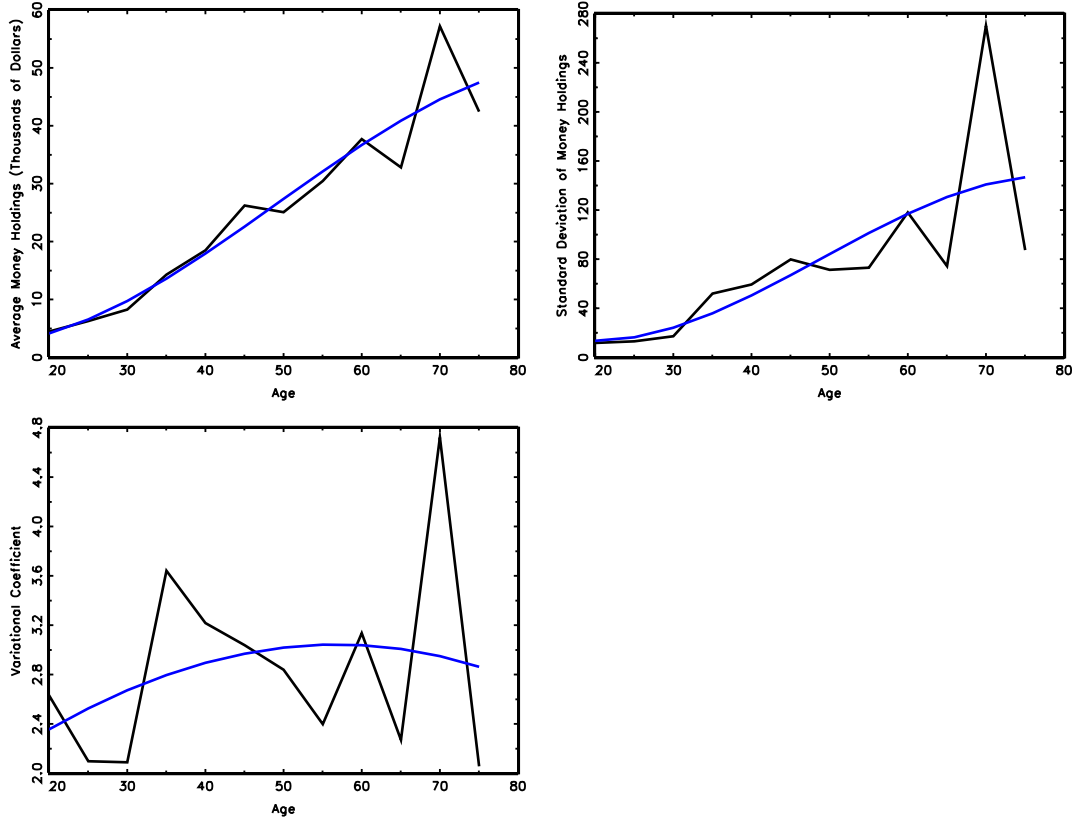 Average Money Holdings (Thousands of Dollars)
60
50
40
30
20
10
0
20 30 40 50 60 70 80
Age
Standard Deviation of Money Holdings
280
240
200
160
120
80
40
0
20 30 40 50 60 70 80
Age
Variational Coefficient
4.8
4.4
4.0
3.6
3.2
2.8
2.4
2.0
20 30 40 50 60 70 80
Age